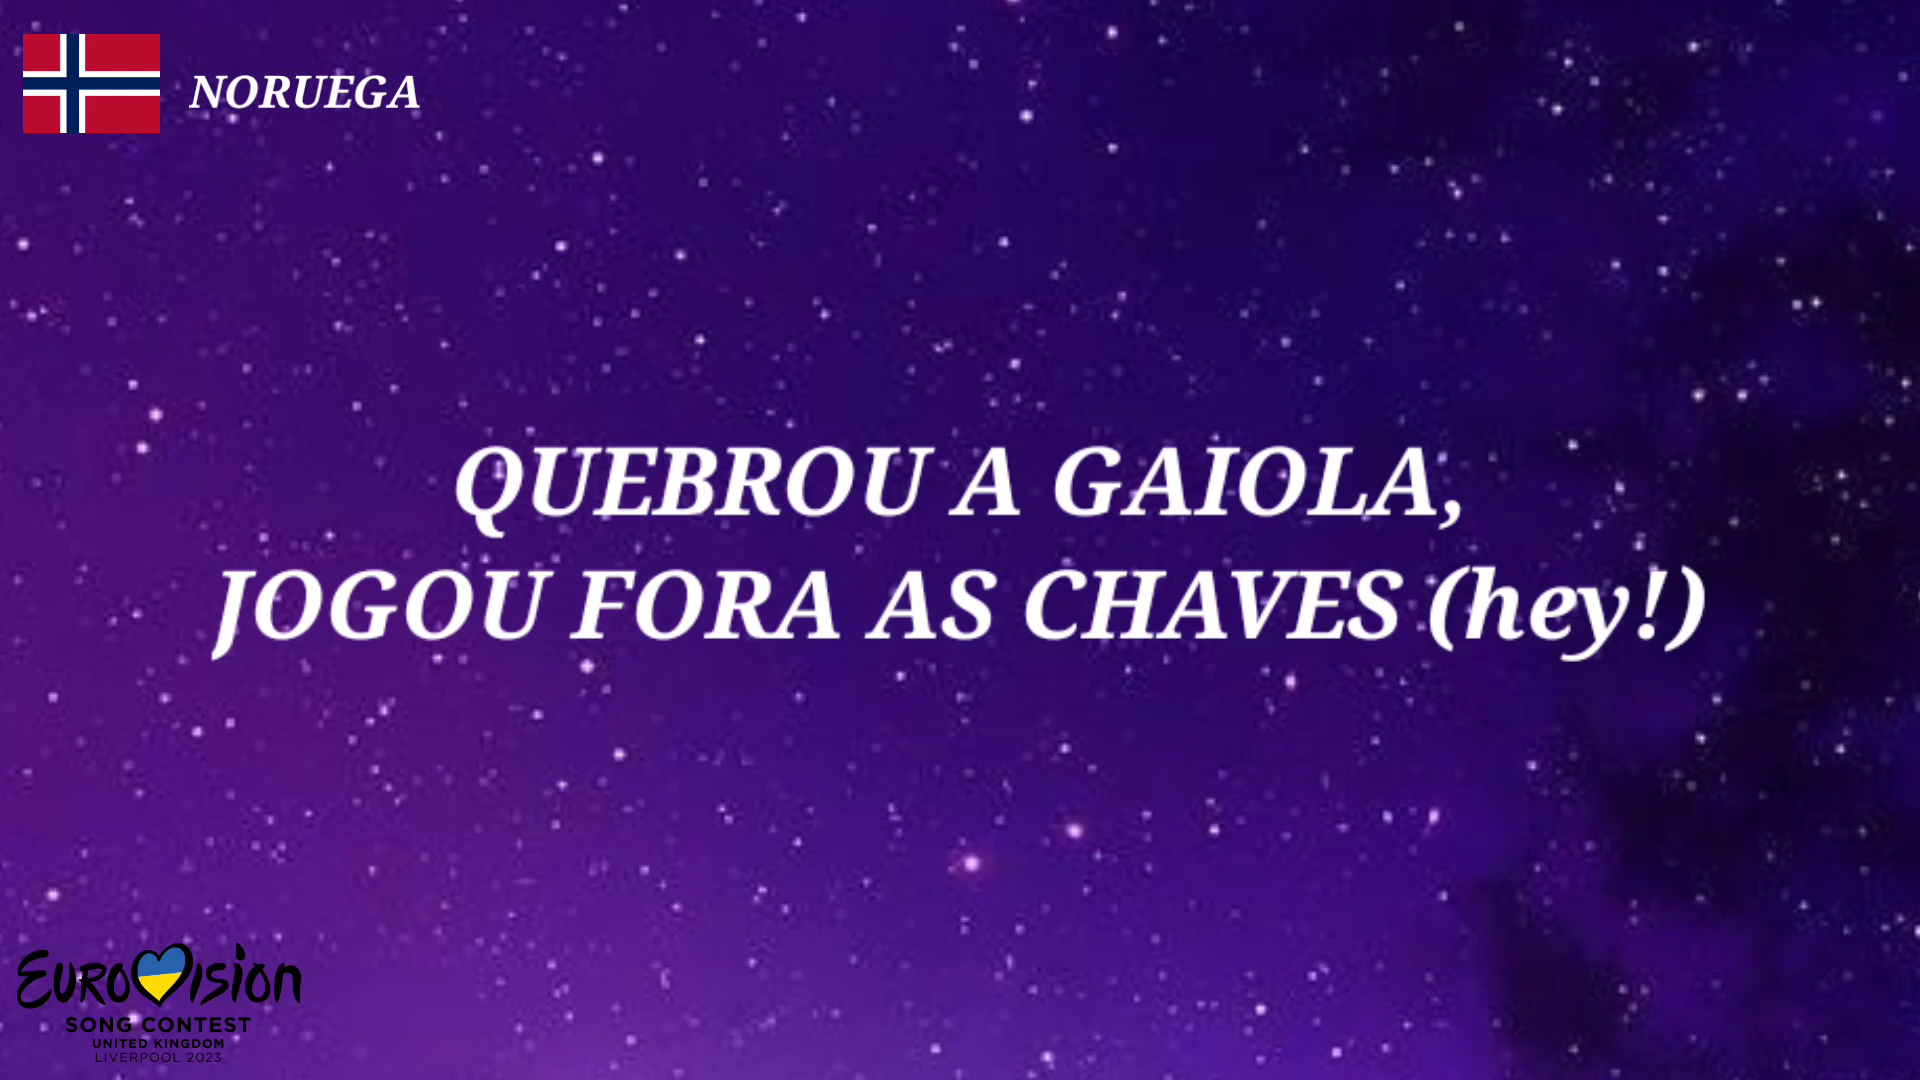 NORUEGA
QUEBROU A GAIOLA,
JOGOU FORA AS CHAVES (hey!)
EUROVISION
SONG CONTEST
UNITED KINGDOM
LIVERPOOL 2023